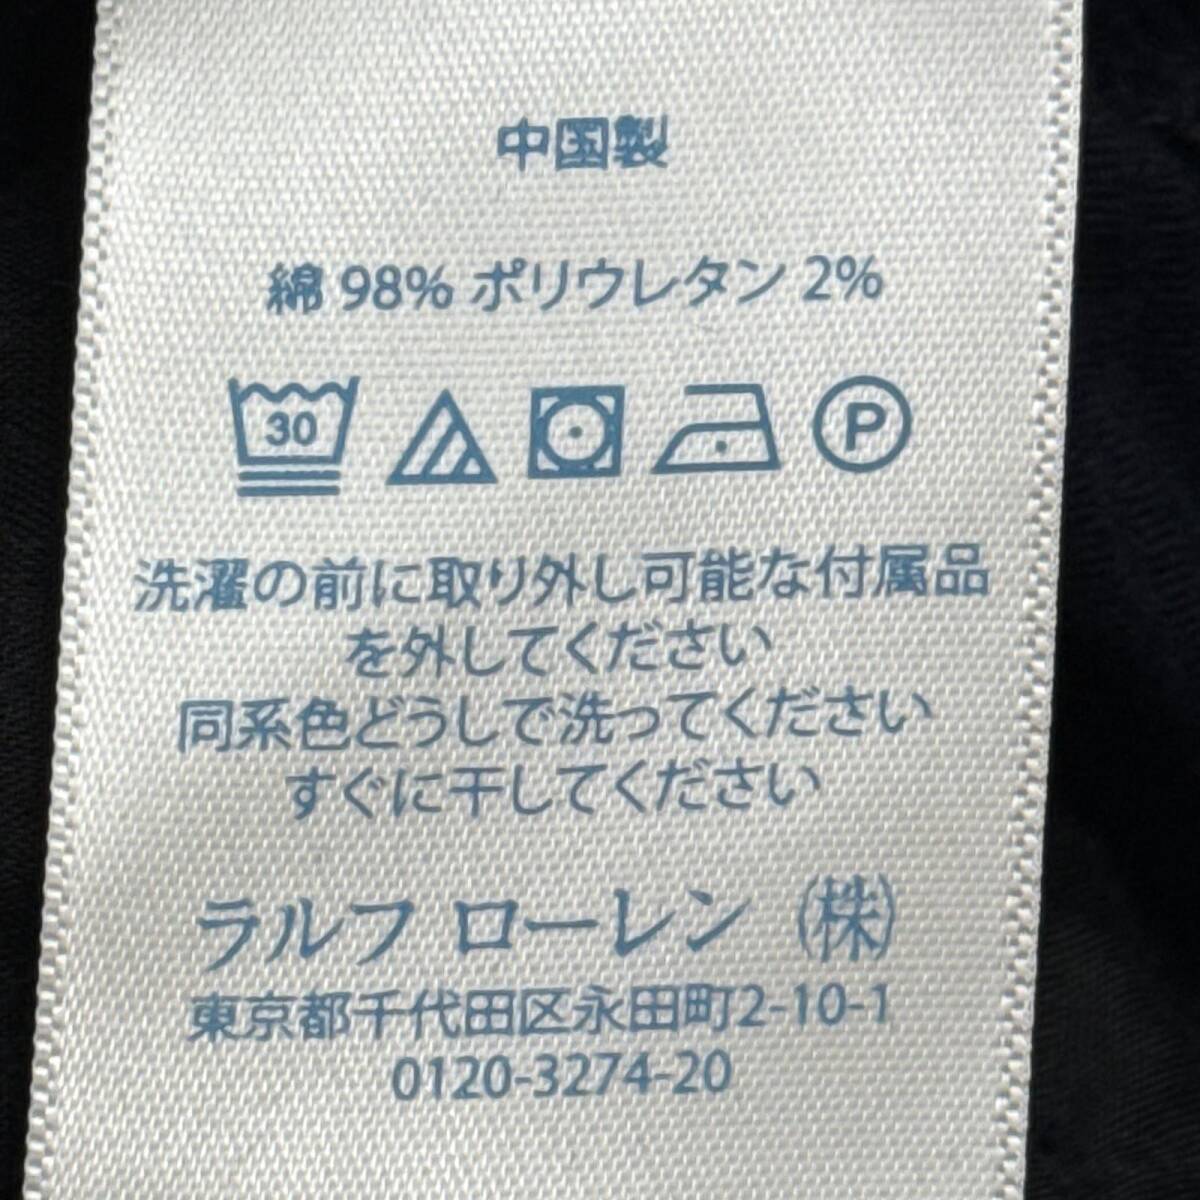 中国製
綿 98% ポリウレタン 2%
30 P
洗濯の前に取り外し可能な付属品
を外してください
同系色どうしで洗ってください
すぐに干してください
ラルフ ローレン (株)
東京都千代田区永田町2-10-1
0120-3274-20